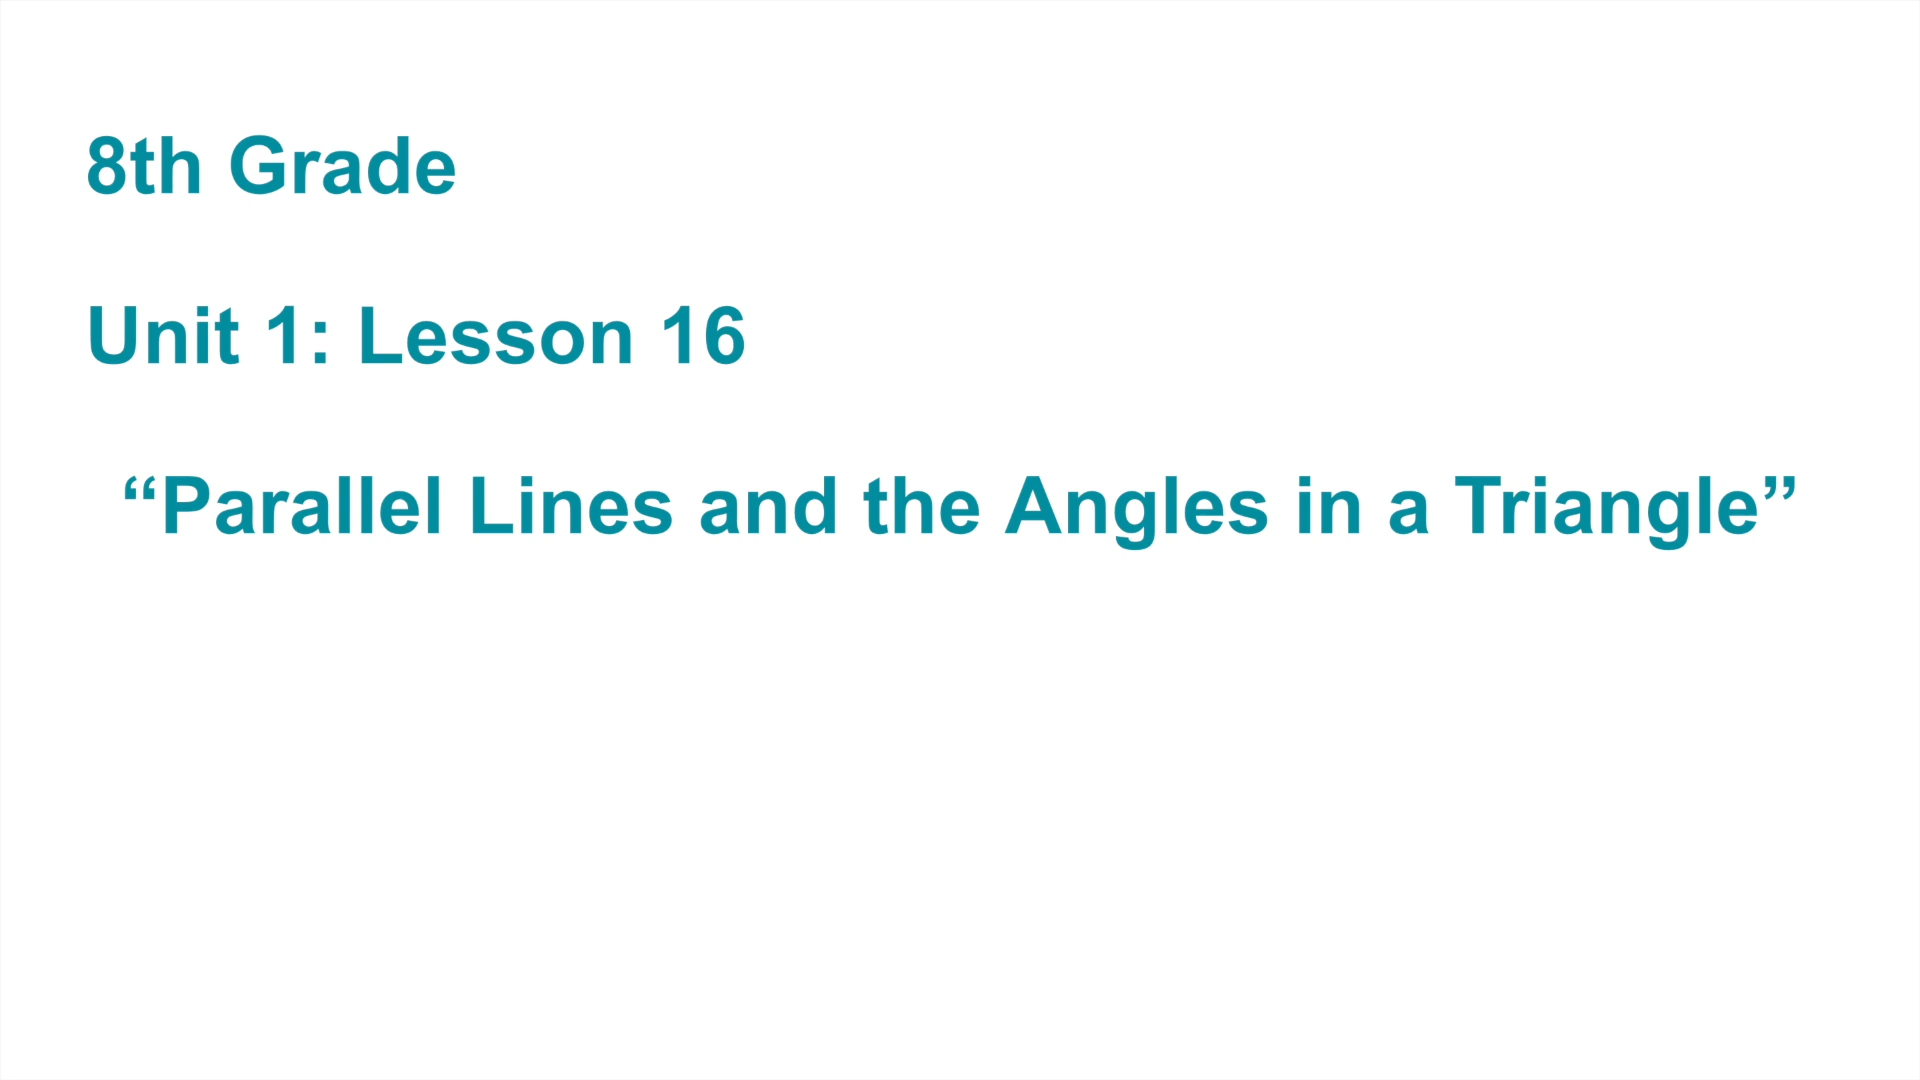 8th Grade
Unit 1: Lesson 16
“Parallel Lines and the Angles in a Triangle”